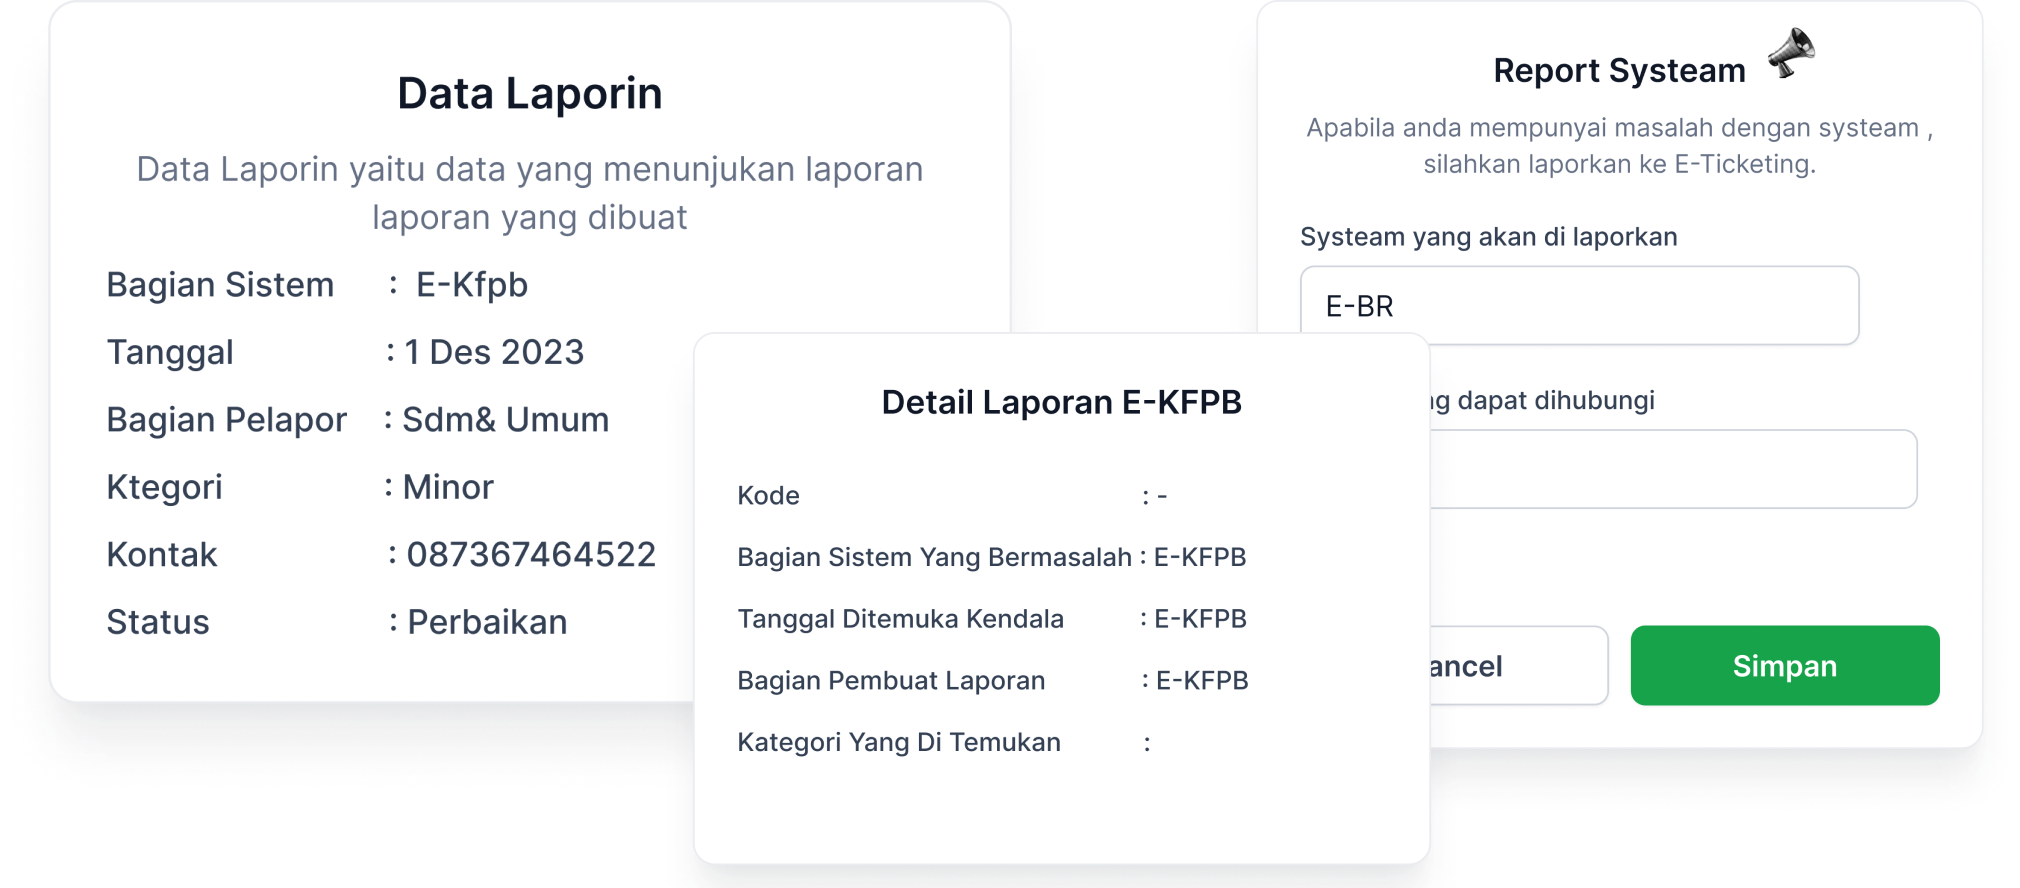 Data Laporin
Data Laporin yaitu data yang menunjukan laporan
laporan yang dibuat
Bagian Sistem : E-Kfpb
Tanggal : 1 Des 2023
Bagian Pelapor : Sdm& Umum
Ktegori : Minor
Kontak : 087367464522
Status : Perbaikan
Detail Laporan E-KFPB
Kode : -
Bagian Sistem Yang Bermasalah : E-KFPB
Tanggal Ditemuka Kendala : E-KFPB
Bagian Pembuat Laporan : E-KFPB
Kategori Yang Di Temukan :
Report Systeam
Apabila anda mempunyai masalah dengan systeam ,
silahkan laporkan ke E-Ticketing.
Systeam yang akan di laporkan
E-BR
dapat dihubungi
Simpan